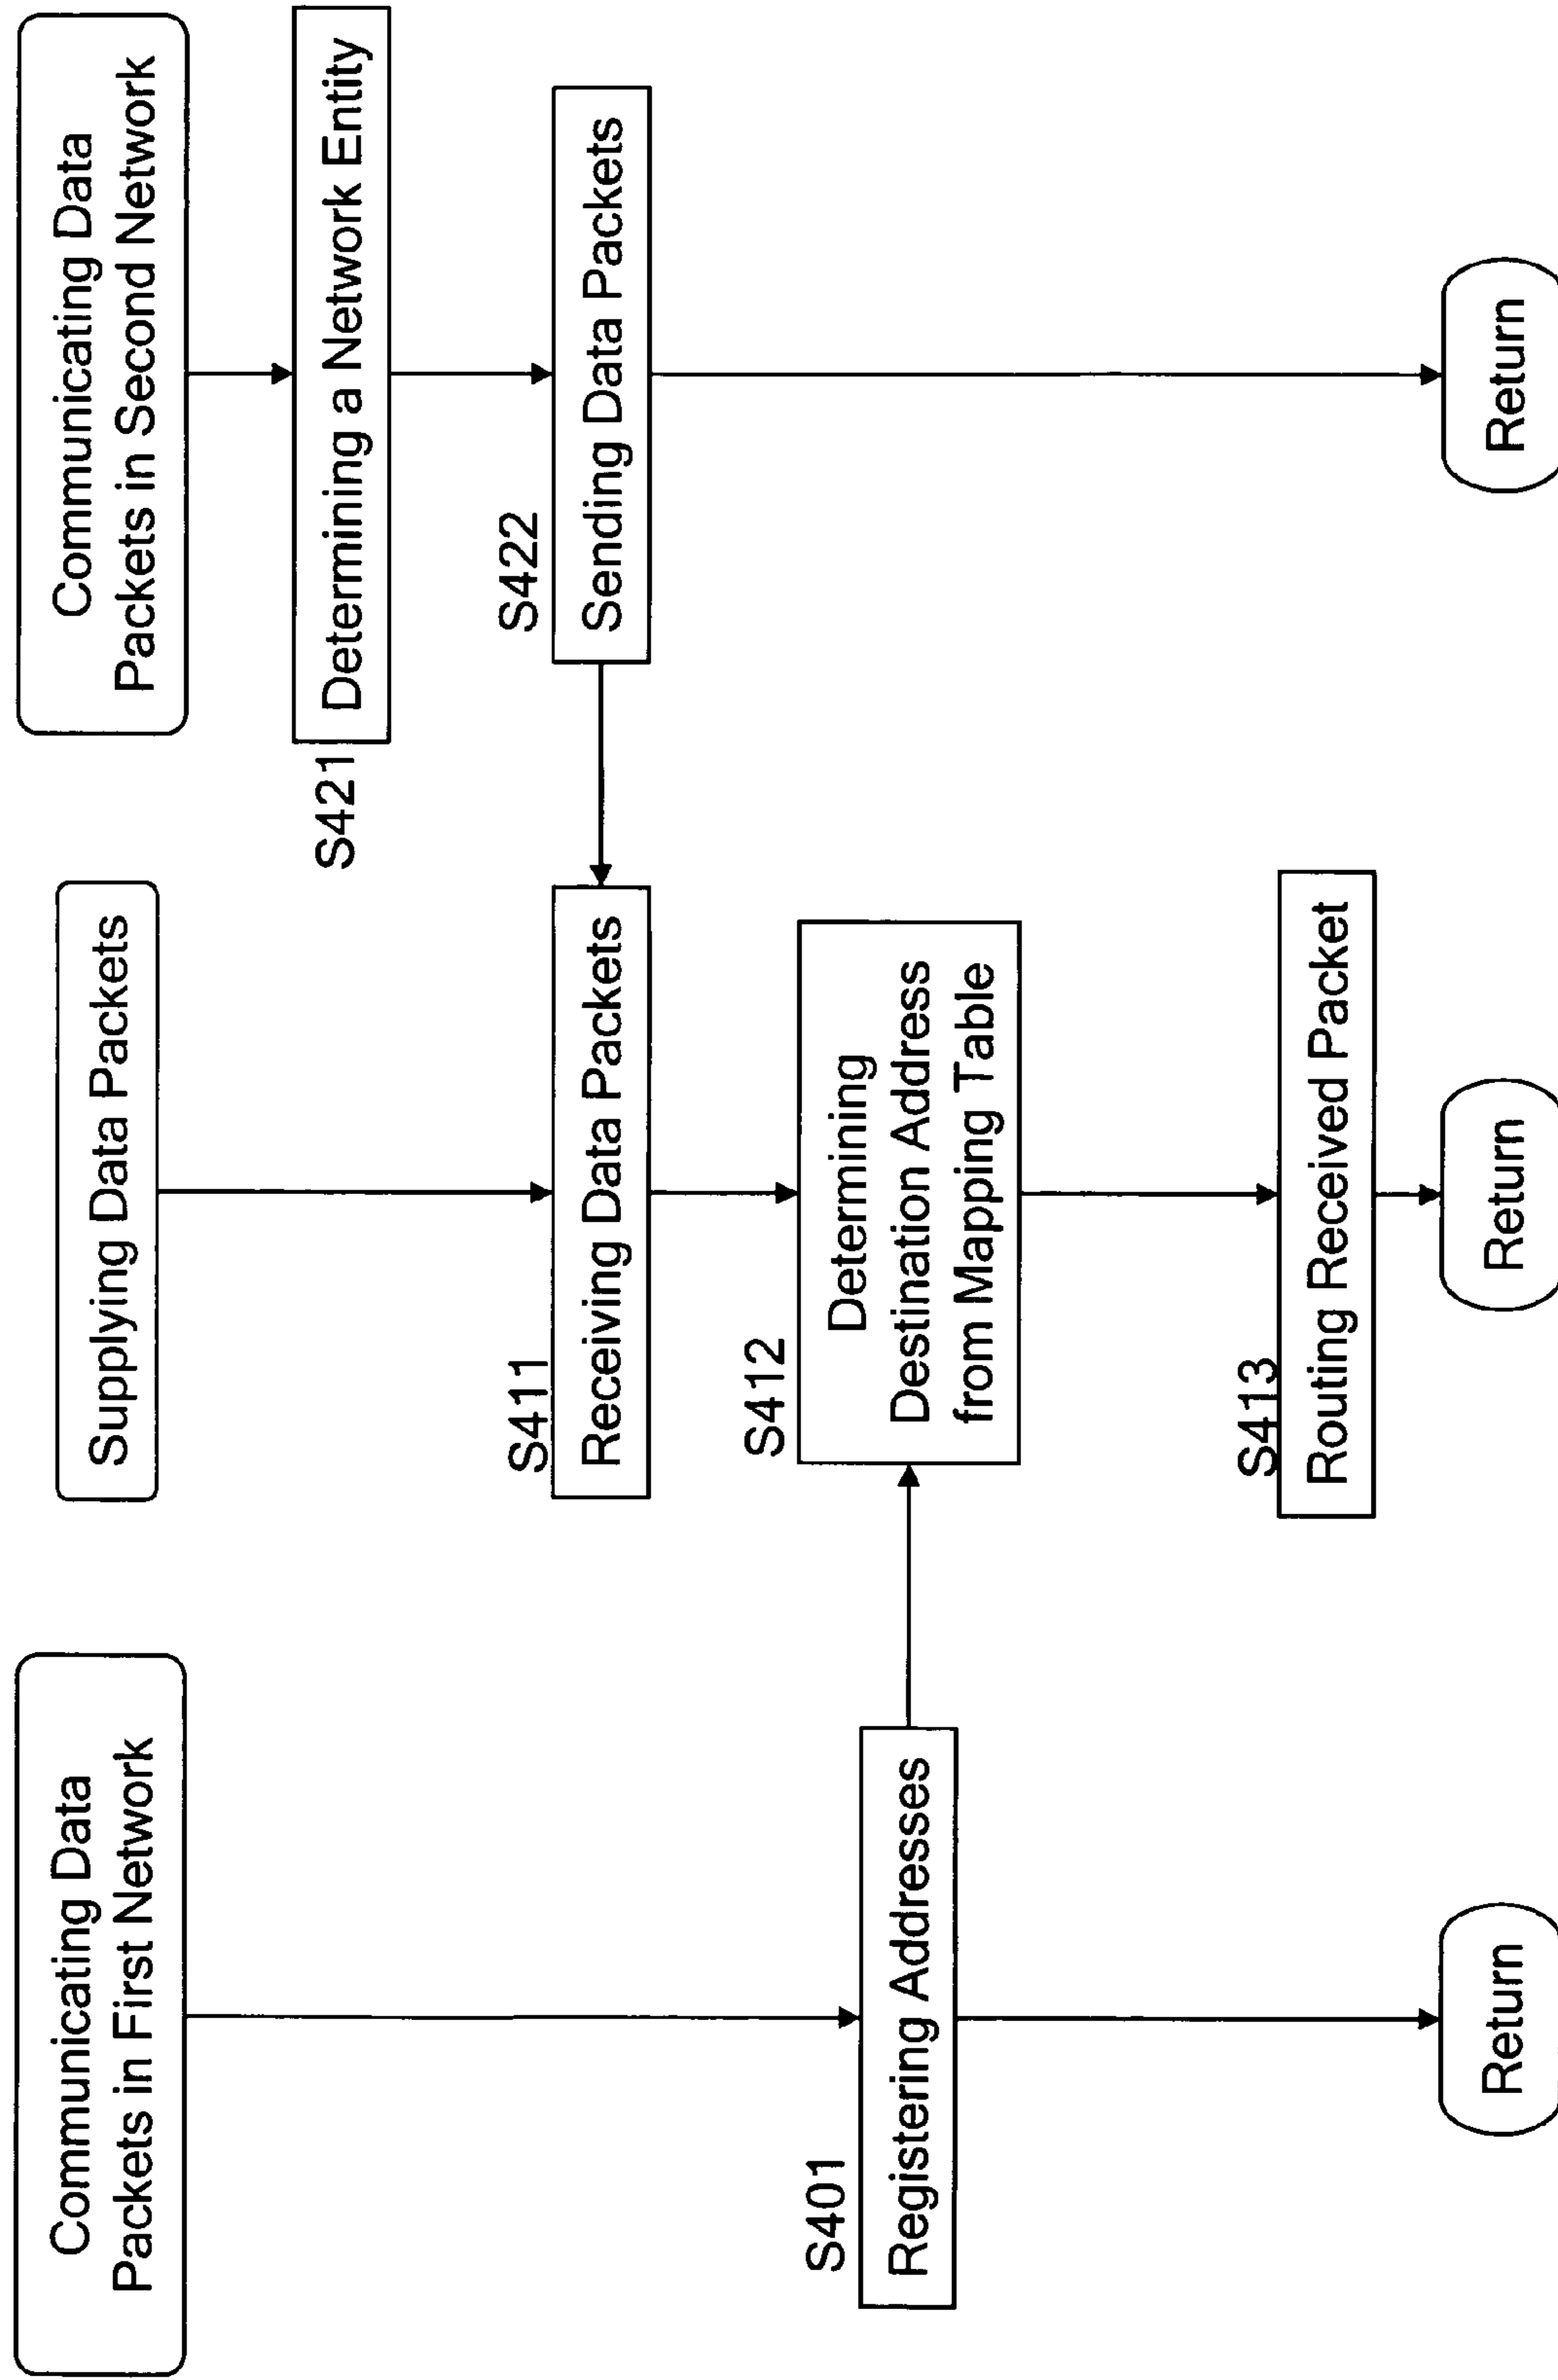 Communicating Data
Packets in First Network
S401
Registering Addresses
Return
Supplying Data Packets
S411
Receiving Data Packets
S412
Determining
Destination Address
from Mapping Table
S413
Routing Received Packet
Return
Communicating Data
Packets in Second Network
S421
Determining a Network Entity
S422
Sending Data Packets
Return